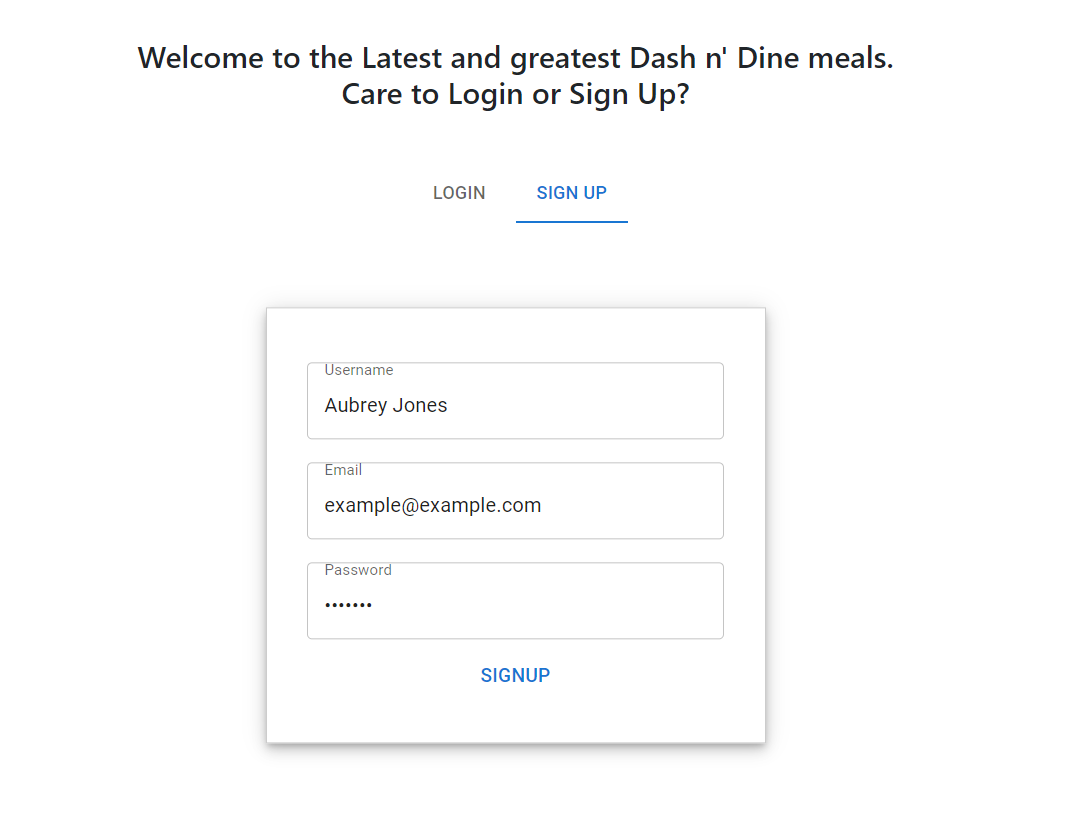 Welcome to the Latest and greatest Dash n' Dine meals.
Care to Login or Sign Up?
LOGIN SIGN UP
Username
Aubrey Jones
Email
example@example.com
Password
•••••••
SIGNUP